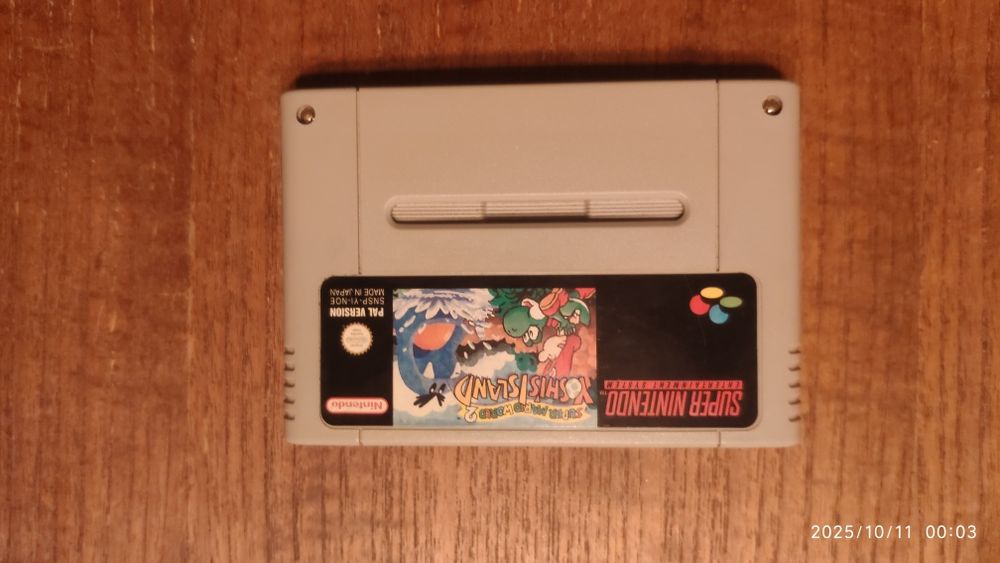 SUPER NINTENDO
ENTERTAINMENT SYSTEM
TM
SUPER MARIO WORLD 2
YOSHI'S ISLAND
Nintendo
PAL VERSION
SNSP-YI-NOE
MADE IN JAPAN
2025/10/11 00:03